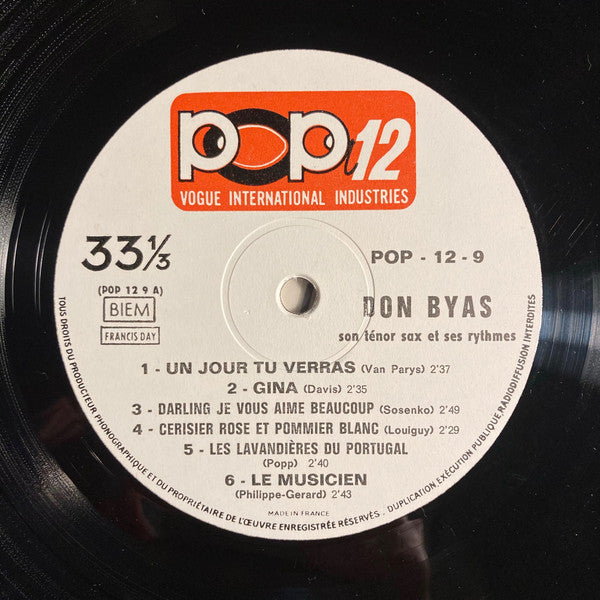 POP 12
VOGUE INTERNATIONAL INDUSTRIES
33⅓
POP - 12 - 9
(POP 12 9 A)
BIEM
FRANCIS DAY
DON BYAS
son ténor sax et ses rythmes
1 - UN JOUR TU VERRAS (Van Parys) 2'37
2 - GINA (Davis) 2'35
3 - DARLING JE VOUS AIME BEAUCOUP (Sosenko) 2'49
4 - CERISIER ROSE ET POMMIER BLANC (Louiguy) 2'29
5 - LES LAVANDIÈRES DU PORTUGAL
(Popp) 2'40
6 - LE MUSICIEN
(Philippe-Gerard) 2'43
MADE IN FRANCE
TOUS DROITS DU PRODUCTEUR PHONOGRAPHIQUE ET DU PROPRIÉTAIRE DE L'ŒUVRE ENREGISTRÉE RÉSERVÉS. DUPLICATION, EXÉCUTION PUBLIQUE, RADIODIFFUSION INTERDITES